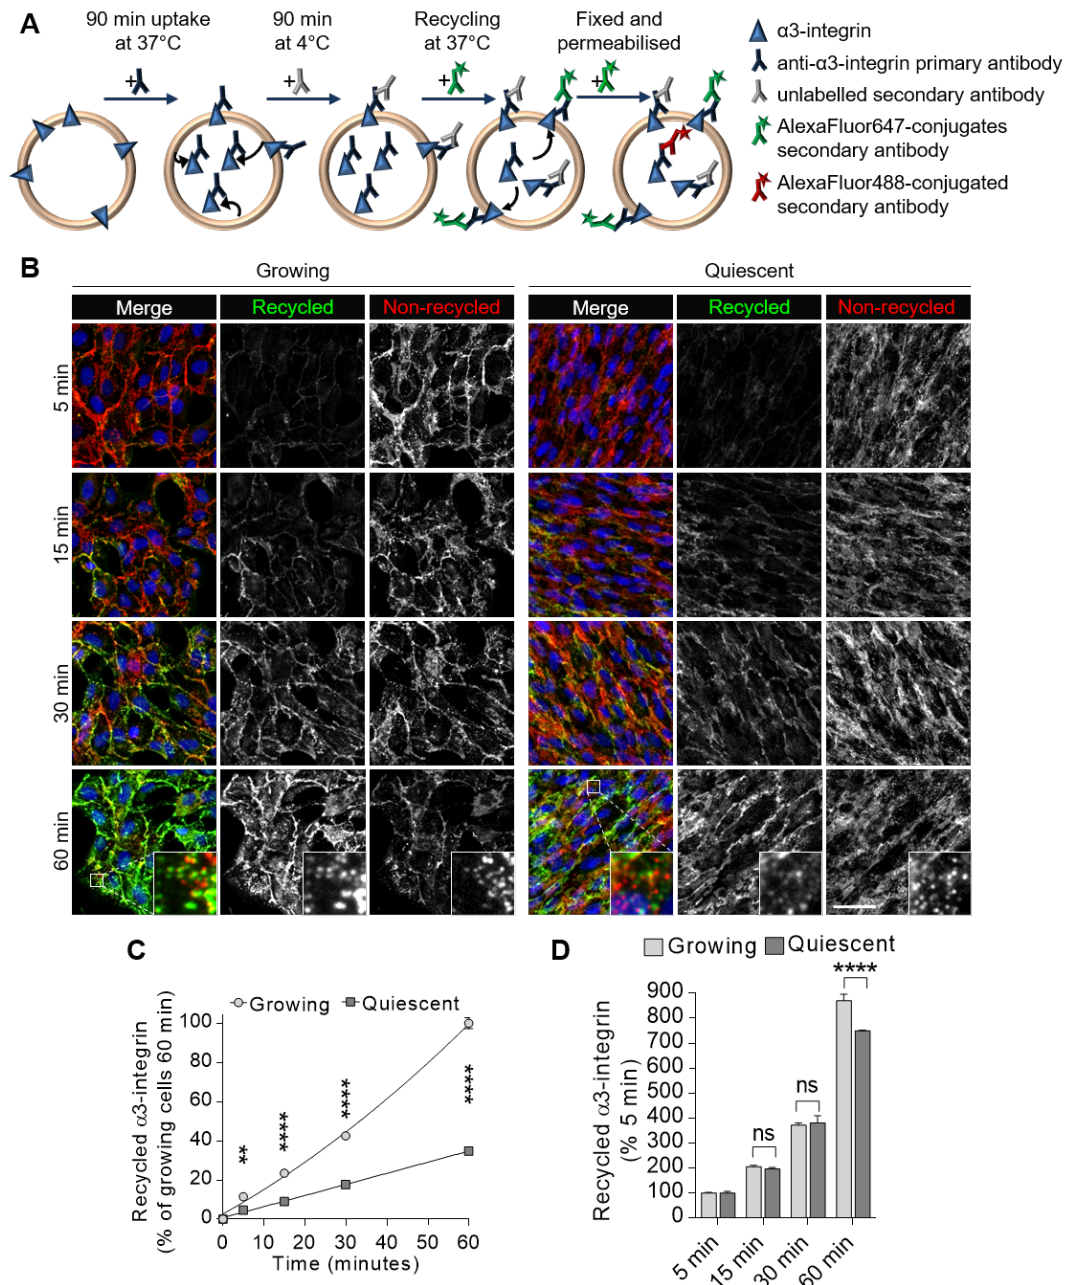 A
90 min uptake
at 37°C
90 min
at 4°C
Recycling
at 37°C
Fixed and
permeabilised
+
+
+
+
α3-integrin
anti-α3-integrin primary antibody
unlabelled secondary antibody
AlexaFluor647-conjugates
secondary antibody
AlexaFluor488-conjugated
secondary antibody
B
Growing
Quiescent
Merge
Recycled
Non-recycled
Merge
Recycled
Non-recycled
5 min
15 min
30 min
60 min
C
Growing
Quiescent
Recycled α3-integrin
(% of growing cells 60 min)
100
80
60
40
20
0
**
****
****
****
0
10
20
30
40
50
60
Time (minutes)
D
Growing
Quiescent
Recycled α3-integrin
(% 5 min)
900
800
700
600
500
400
300
200
100
0
ns
ns
****
5 min
15 min
30 min
60 min